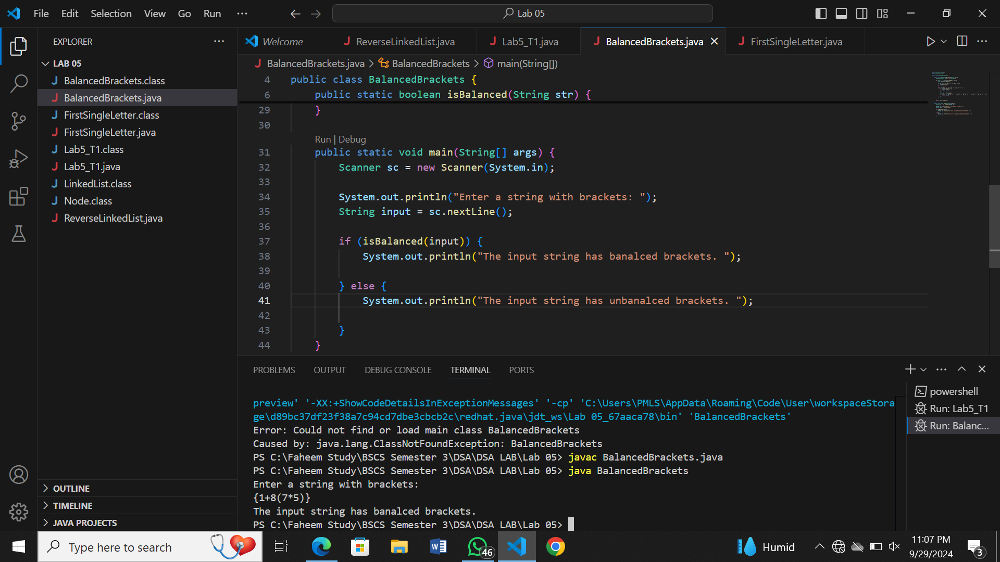 File Edit Selection View Go Run ···
Lab 05
EXPLORER
LAB 05
BalancedBrackets.class
BalancedBrackets.java
FirstSingleLetter.class
FirstSingleLetter.java
Lab5_T1.class
Lab5_T1.java
LinkedList.class
Node.class
ReverseLinkedList.java
OUTLINE
TIMELINE
JAVA PROJECTS
Welcome ReverseLinkedList.java Lab5_T1.java BalancedBrackets.java FirstSingleLetter.java
BalancedBrackets.java > BalancedBrackets > main(String[])
4 public class BalancedBrackets {
6 public static boolean isBalanced(String str) {
29 }
30
Run | Debug
31 public static void main(String[] args) {
32 Scanner sc = new Scanner(System.in);
33
34 System.out.println("Enter a string with brackets: ");
35 String input = sc.nextLine();
36
37 if (isBalanced(input)) {
38 System.out.println("The input string has banalced brackets. ");
39
40 } else {
41 System.out.println("The input string has unbanalced brackets. ");
42
43 }
44 }
PROBLEMS OUTPUT DEBUG CONSOLE TERMINAL PORTS
preview' '-XX:+ShowCodeDetailsInExceptionMessages' '-cp' 'C:\Users\PMLS\AppData\Roaming\Code\User\workspaceStora
ge\d89bc37df23f38a7c94cd7dbe3cbcb2c\redhat.java\jdt_ws\Lab 05_67aaca78\bin' 'BalancedBrackets'
Error: Could not find or load main class BalancedBrackets
Caused by: java.lang.ClassNotFoundException: BalancedBrackets
PS C:\Faheem Study\BSCS Semester 3\DSA\DSA LAB\Lab 05> javac BalancedBrackets.java
PS C:\Faheem Study\BSCS Semester 3\DSA\DSA LAB\Lab 05> java BalancedBrackets
Enter a string with brackets:
{1+8(7*5)}
The input string has banalced brackets.
PS C:\Faheem Study\BSCS Semester 3\DSA\DSA LAB\Lab 05>
powershell
Run: Lab5_T1
Run: Balanc...
Type here to search
46
Humid
11:07 PM
9/29/2024
3